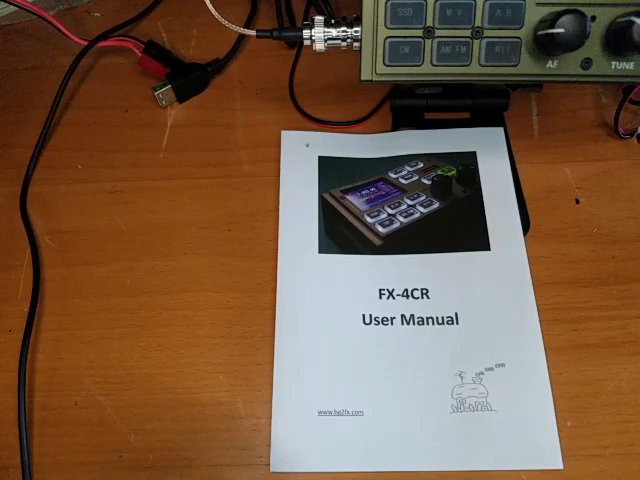 SSB
M V
A B
CW
AM FM
RIT
AF
TUNE
FX-4CR
User Manual
www.bg2fx.com